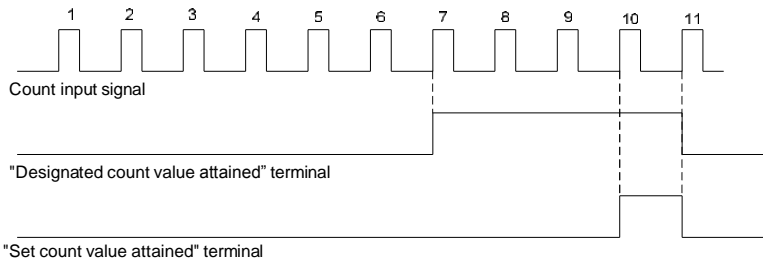 1 2 3 4 5 6 7 8 9 10 11
Count input signal
"Designated count value attained” terminal
"Set count value attained" terminal